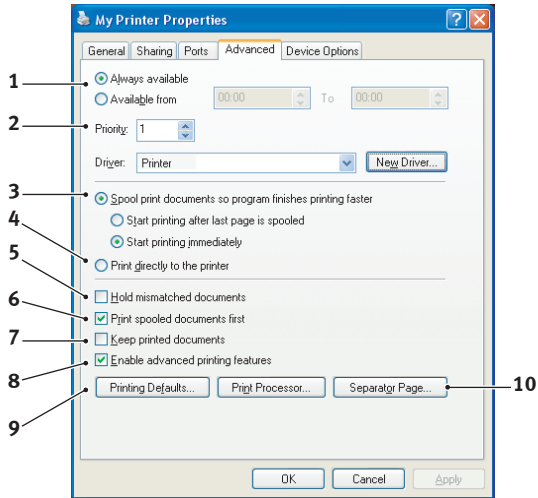 My Printer Properties
General Sharing Ports Advanced Device Options
1 Always available
Available from 00:00 To 00:00
2 Priority: 1
Driver: Printer New Driver...
3 Spool print documents so program finishes printing faster
Start printing after last page is spooled
Start printing immediately
4 Print directly to the printer
5 Hold mismatched documents
6 Print spooled documents first
7 Keep printed documents
8 Enable advanced printing features
9 Printing Defaults... Print Processor... Separator Page... 10
OK Cancel Apply